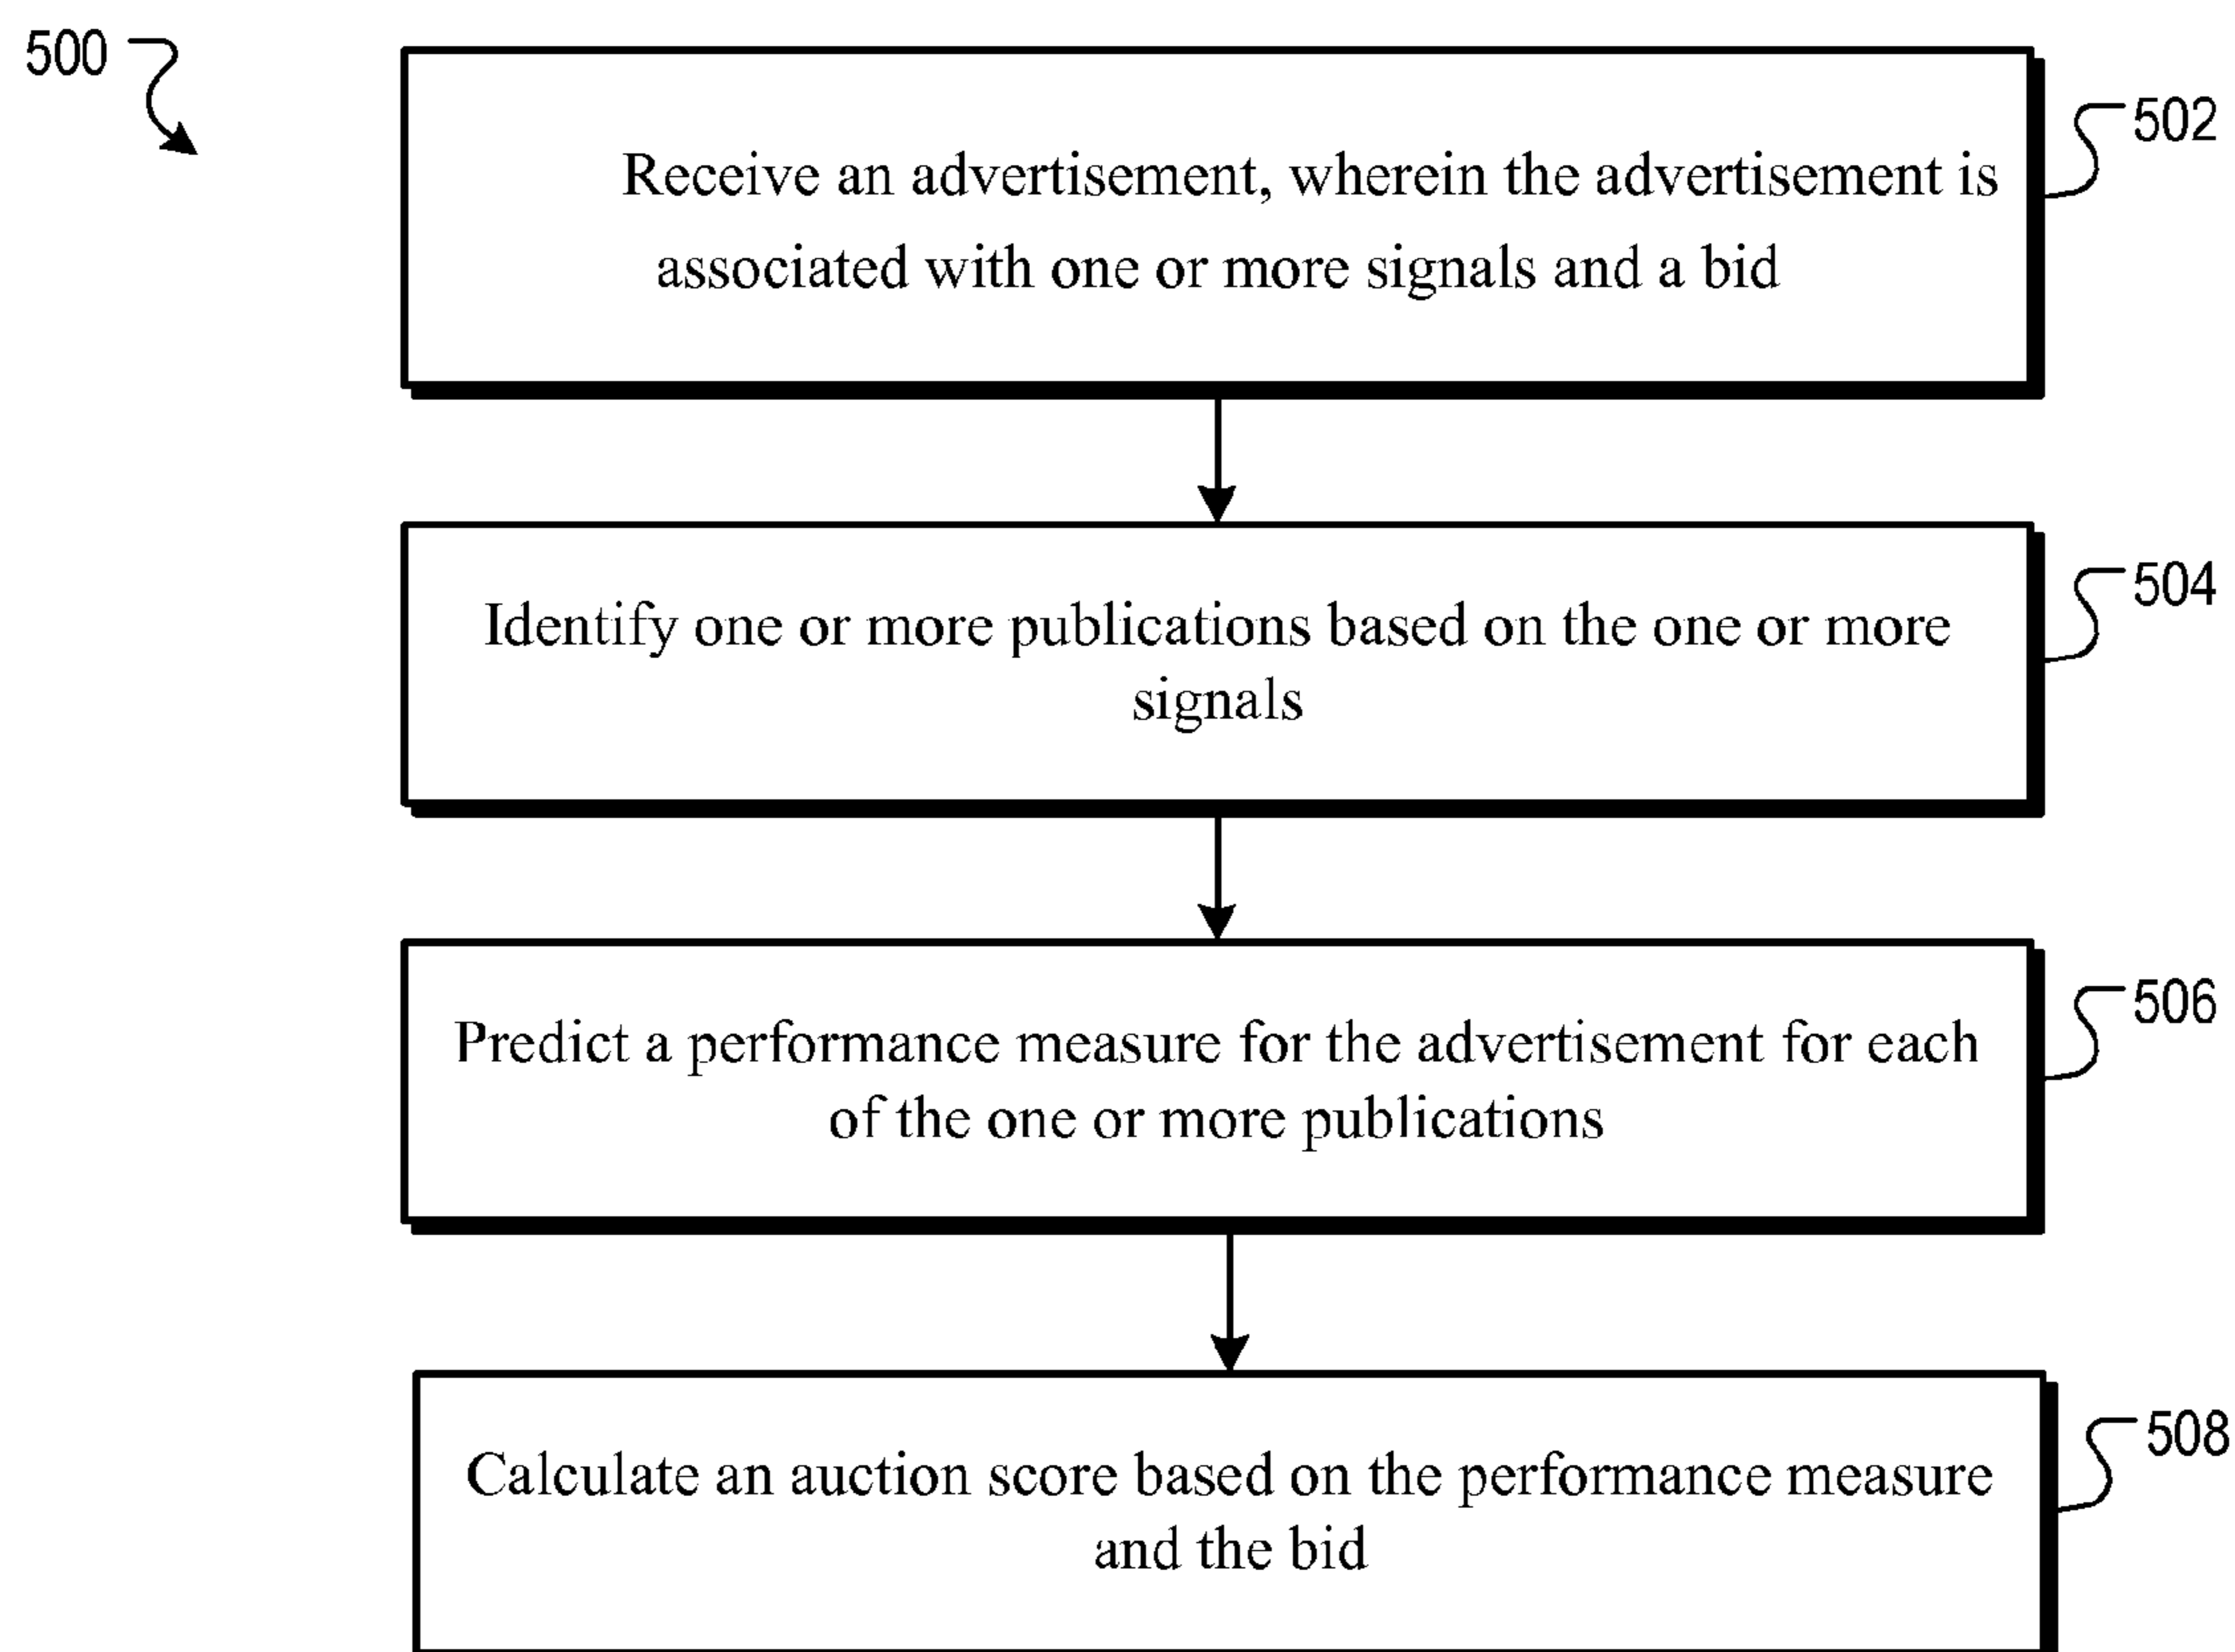 500
Receive an advertisement, wherein the advertisement is
associated with one or more signals and a bid
502
Identify one or more publications based on the one or more
signals
504
Predict a performance measure for the advertisement for each
of the one or more publications
506
Calculate an auction score based on the performance measure
and the bid
508